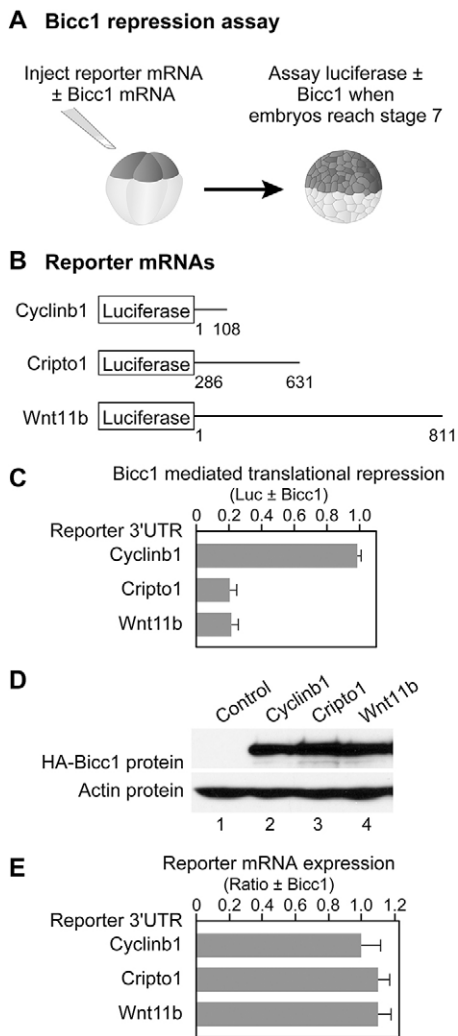 A Bicc1 repression assay
Inject reporter mRNA
± Bicc1 mRNA
Assay luciferase ±
Bicc1 when
embryos reach stage 7
B Reporter mRNAs
Cyclinb1 Luciferase
1 108
Cripto1 Luciferase
286 631
Wnt11b Luciferase
1 811
C Bicc1 mediated translational repression
(Luc ± Bicc1)
0 0.2 0.4 0.6 0.8 1.0
Reporter 3'UTR
Cyclinb1
Cripto1
Wnt11b
D
Control Cyclinb1 Cripto1 Wnt11b
HA-Bicc1 protein
Actin protein
1 2 3 4
E Reporter mRNA expression
(Ratio ± Bicc1)
0 0.2 0.4 0.6 0.8 1.0 1.2
Reporter 3'UTR
Cyclinb1
Cripto1
Wnt11b